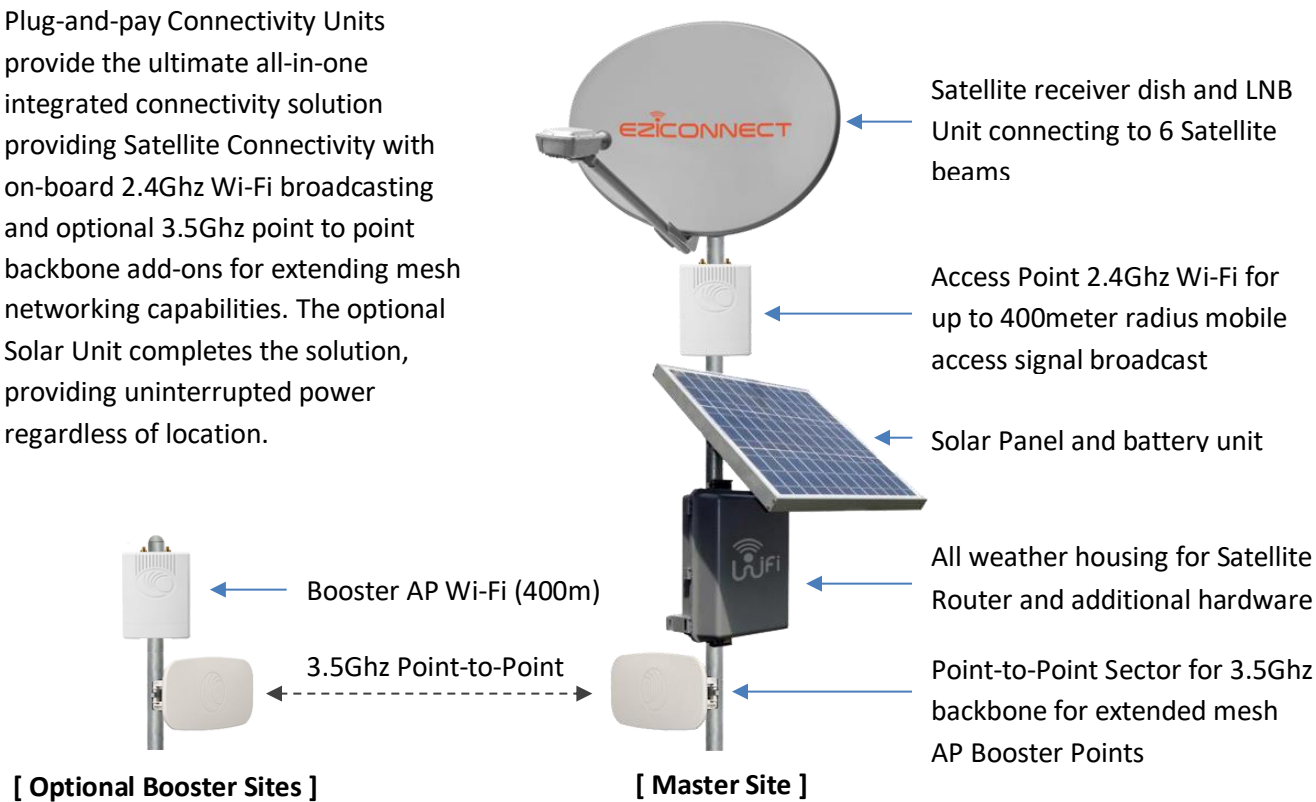 Plug-and-pay Connectivity Units
provide the ultimate all-in-one
integrated connectivity solution
providing Satellite Connectivity with
on-board 2.4Ghz Wi-Fi broadcasting
and optional 3.5Ghz point to point
backbone add-ons for extending mesh
networking capabilities. The optional
Solar Unit completes the solution,
providing uninterrupted power
regardless of location.
EZICONNECT
Satellite receiver dish and LNB
Unit connecting to 6 Satellite
beams
Access Point 2.4Ghz Wi-Fi for
up to 400meter radius mobile
access signal broadcast
Solar Panel and battery unit
WiFi
All weather housing for Satellite
Router and additional hardware
Booster AP Wi-Fi (400m)
3.5Ghz Point-to-Point
Point-to-Point Sector for 3.5Ghz
backbone for extended mesh
AP Booster Points
[ Optional Booster Sites ]
[ Master Site ]